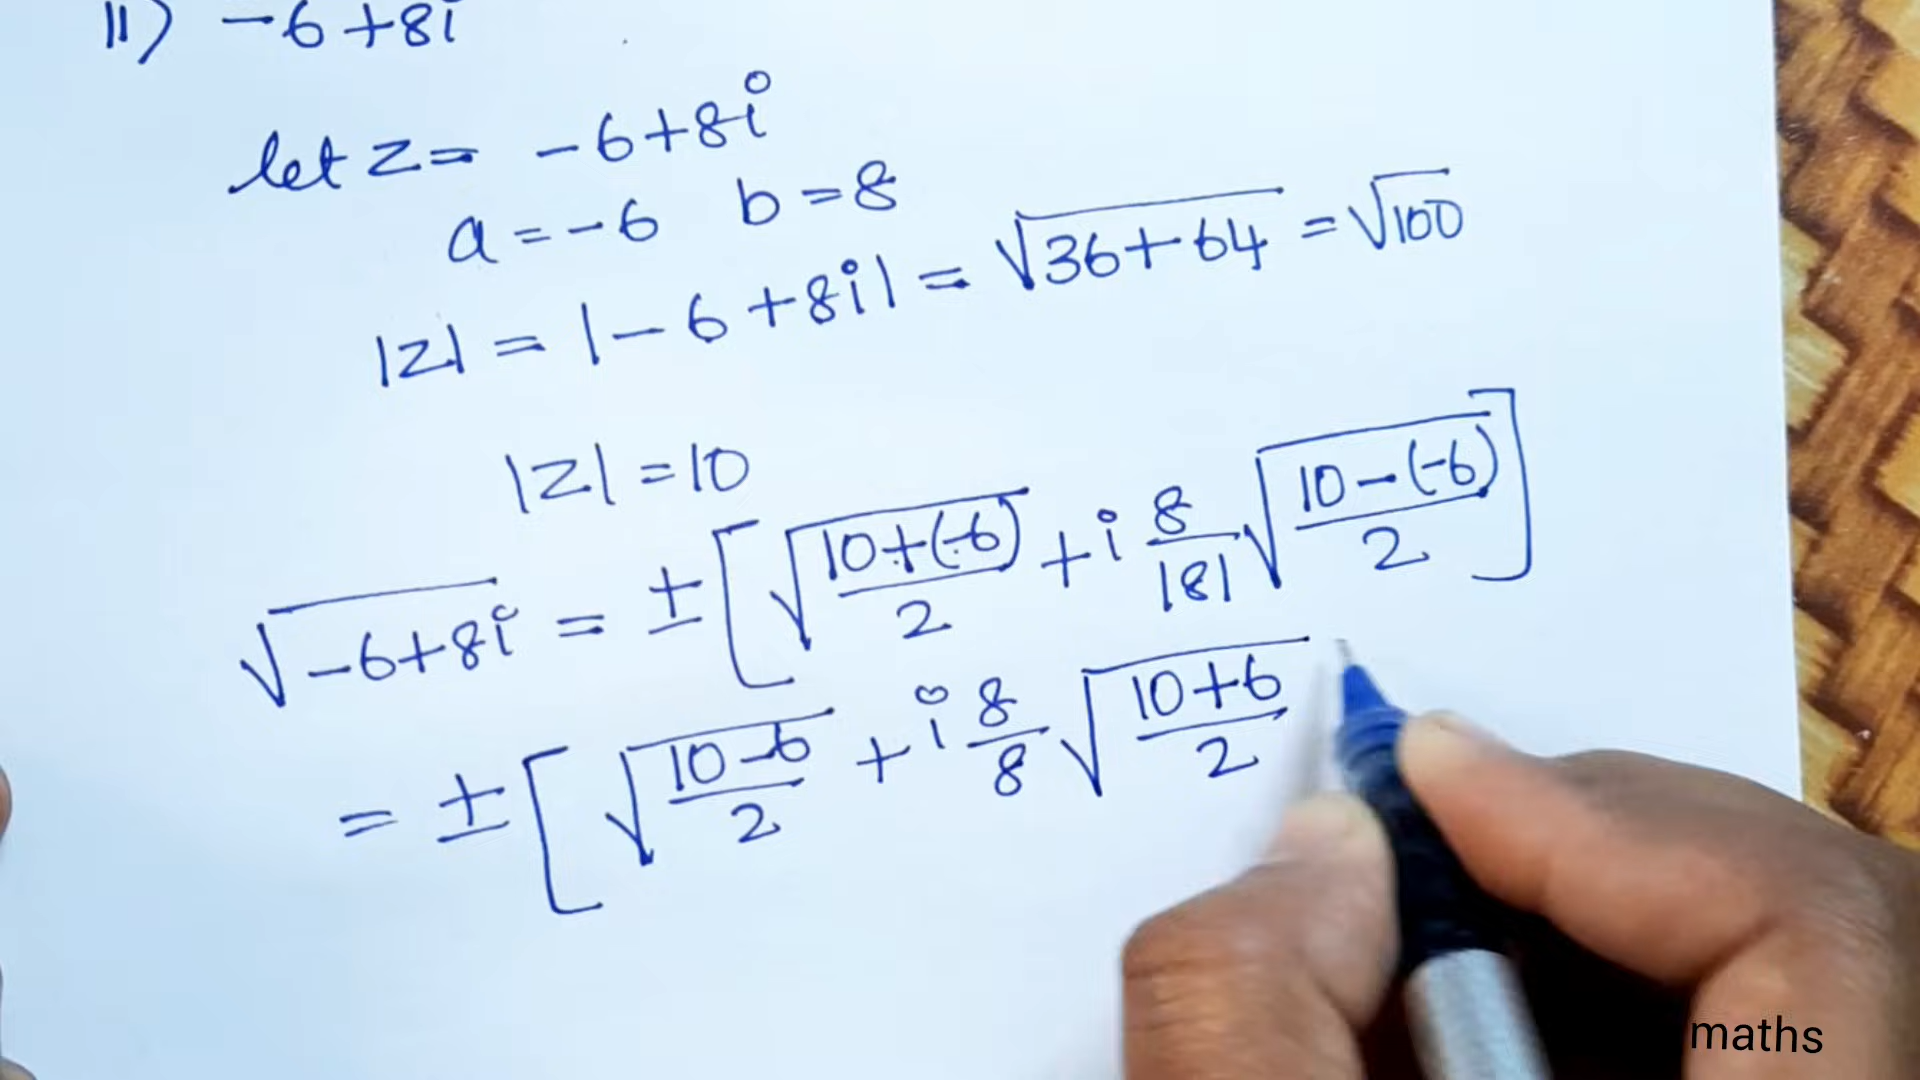 II) -6+8i
let z= -6+8i
a=-6 b=8
|z| = |-6+8i| = √36+64 = √100
|z| =10
√-6+8i = ±[√(10+(-6))/2 + i 8/|8| √(10-(-6))/2]
= ±[√(10-6)/2 + i 8/8 √(10+6)/2
maths